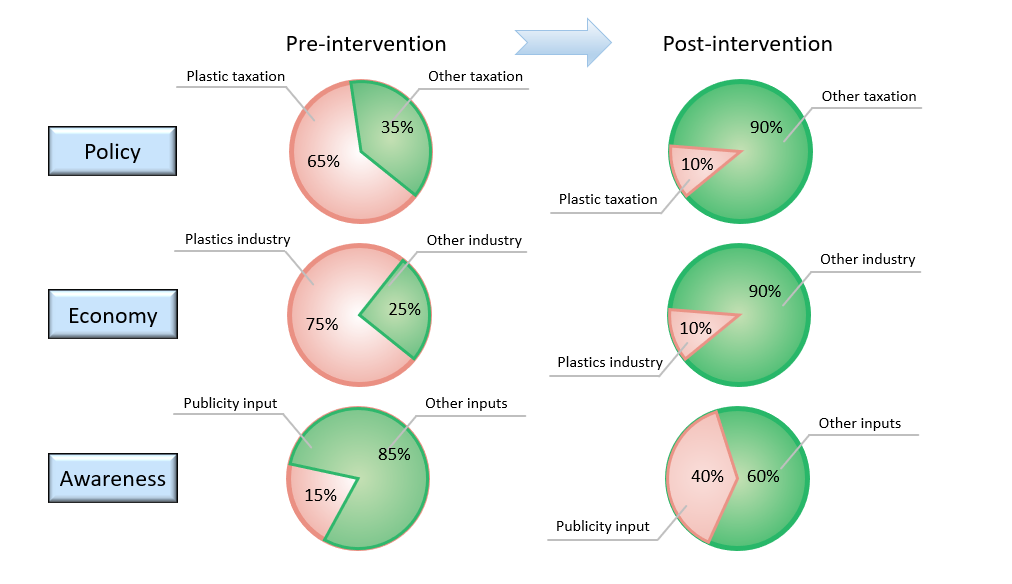 Pre-intervention
Post-intervention
Policy
Plastic taxation
Other taxation
35%
65%
Other taxation
90%
10%
Plastic taxation
Economy
Plastics industry
Other industry
25%
75%
Other industry
90%
10%
Plastics industry
Awareness
Publicity input
Other inputs
85%
15%
Other inputs
40%
60%
Publicity input